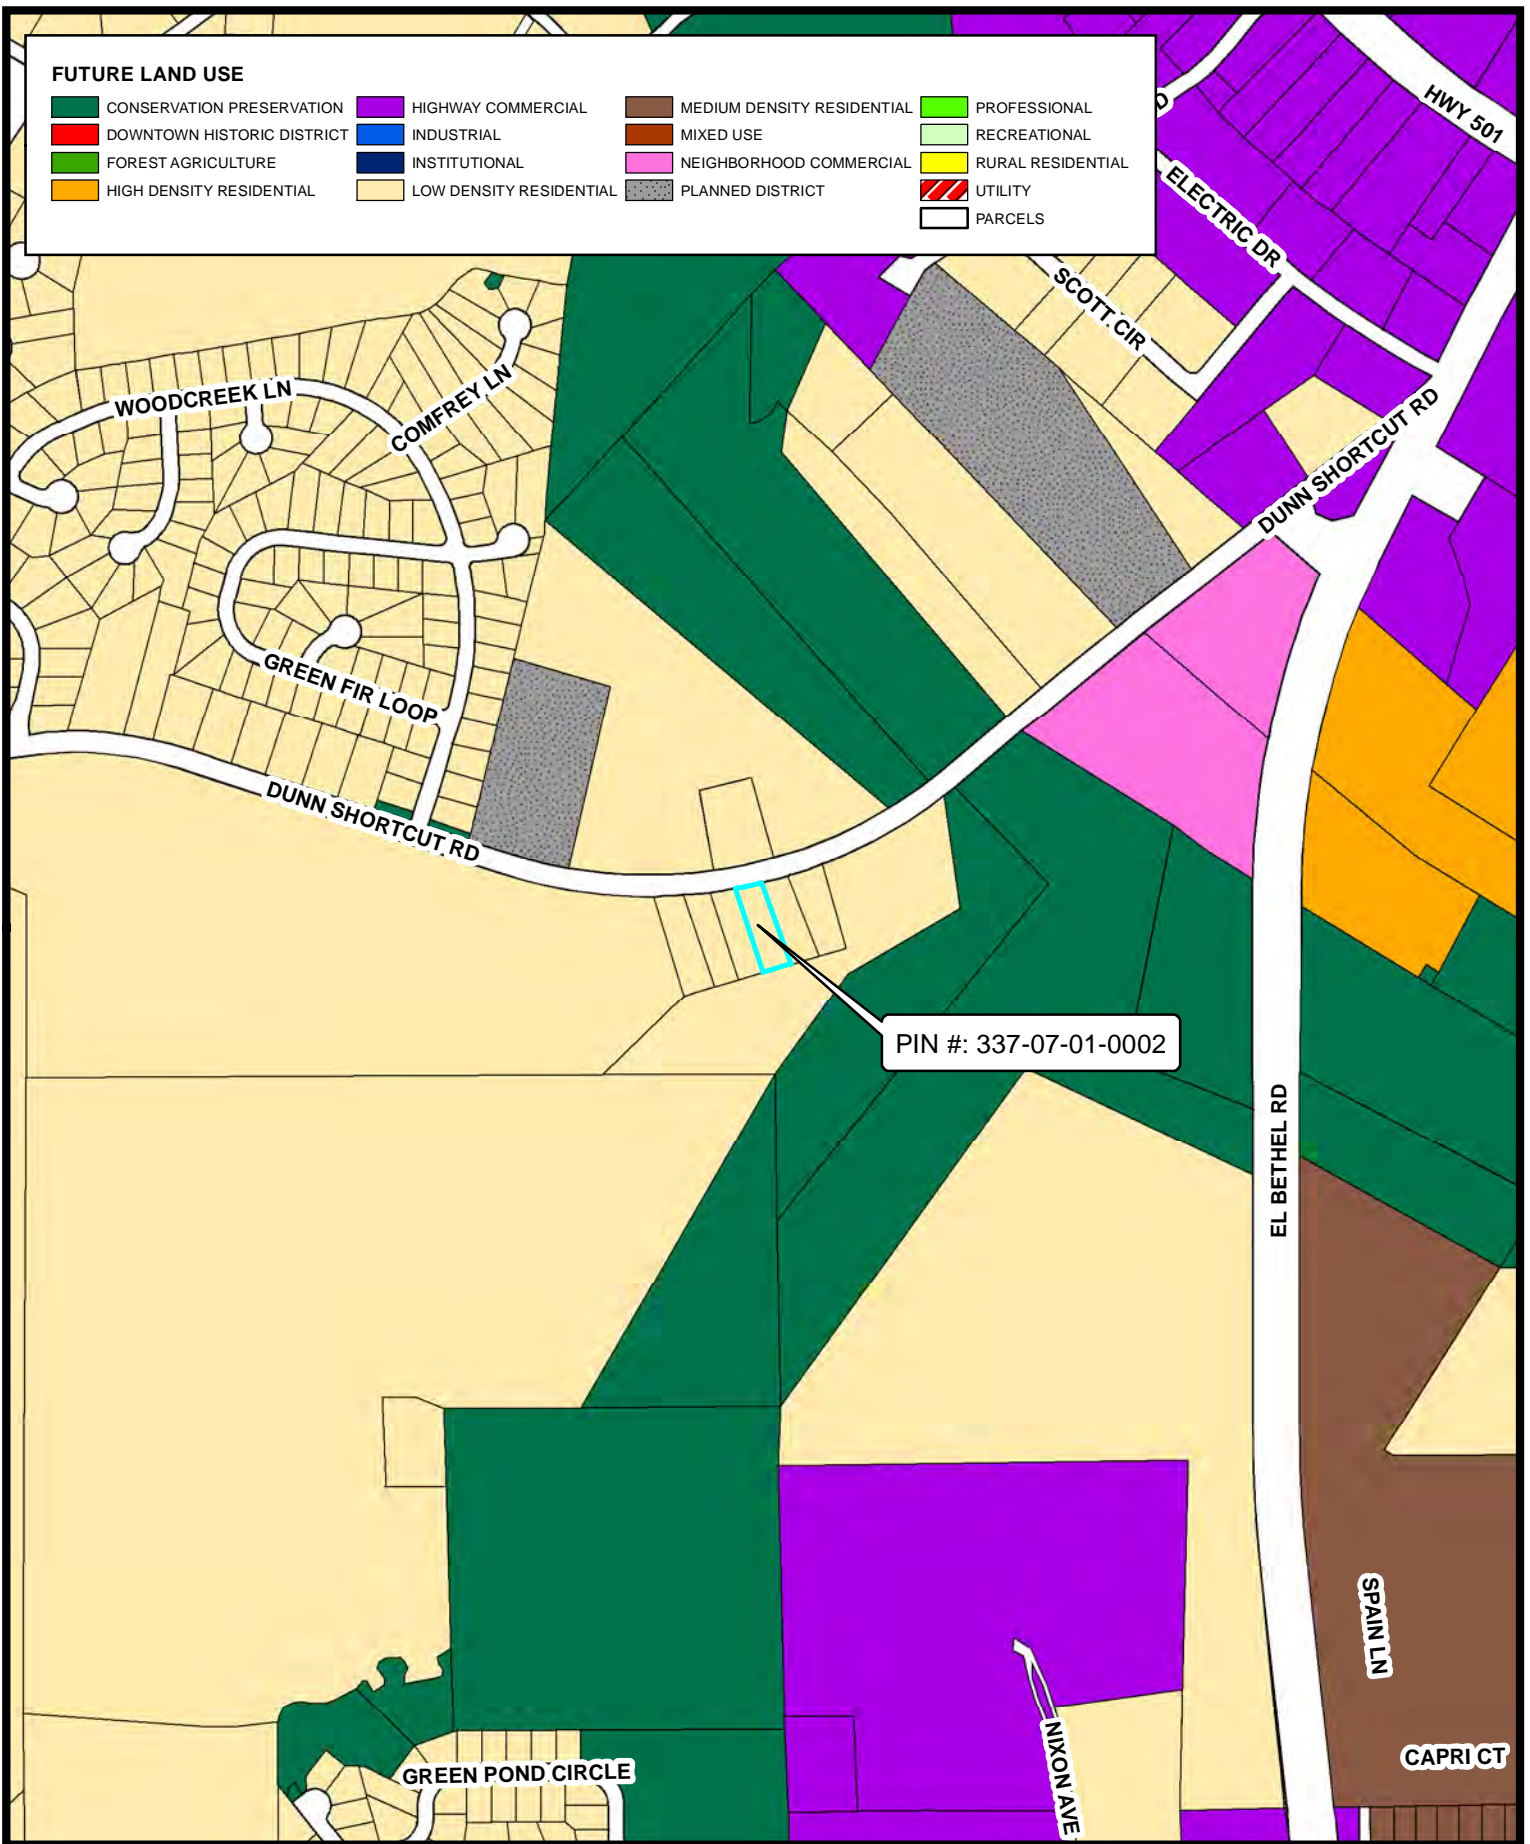 FUTURE LAND USE
CONSERVATION PRESERVATION
DOWNTOWN HISTORIC DISTRICT
FOREST AGRICULTURE
HIGH DENSITY RESIDENTIAL
HIGHWAY COMMERCIAL
INDUSTRIAL
INSTITUTIONAL
LOW DENSITY RESIDENTIAL
MEDIUM DENSITY RESIDENTIAL
MIXED USE
NEIGHBORHOOD COMMERCIAL
PLANNED DISTRICT
PROFESSIONAL
RECREATIONAL
RURAL RESIDENTIAL
UTILITY
PARCELS
HWY 501
ELECTRIC DR
SCOTT CIR
WOODCREEK LN
COMFREY LN
DUNN SHORTCUT RD
GREEN FIR LOOP
DUNN SHORTCUT RD
PIN #: 337-07-01-0002
EL BETHEL RD
SPAIN LN
NIXON AVE
CAPRI CT
GREEN POND CIRCLE